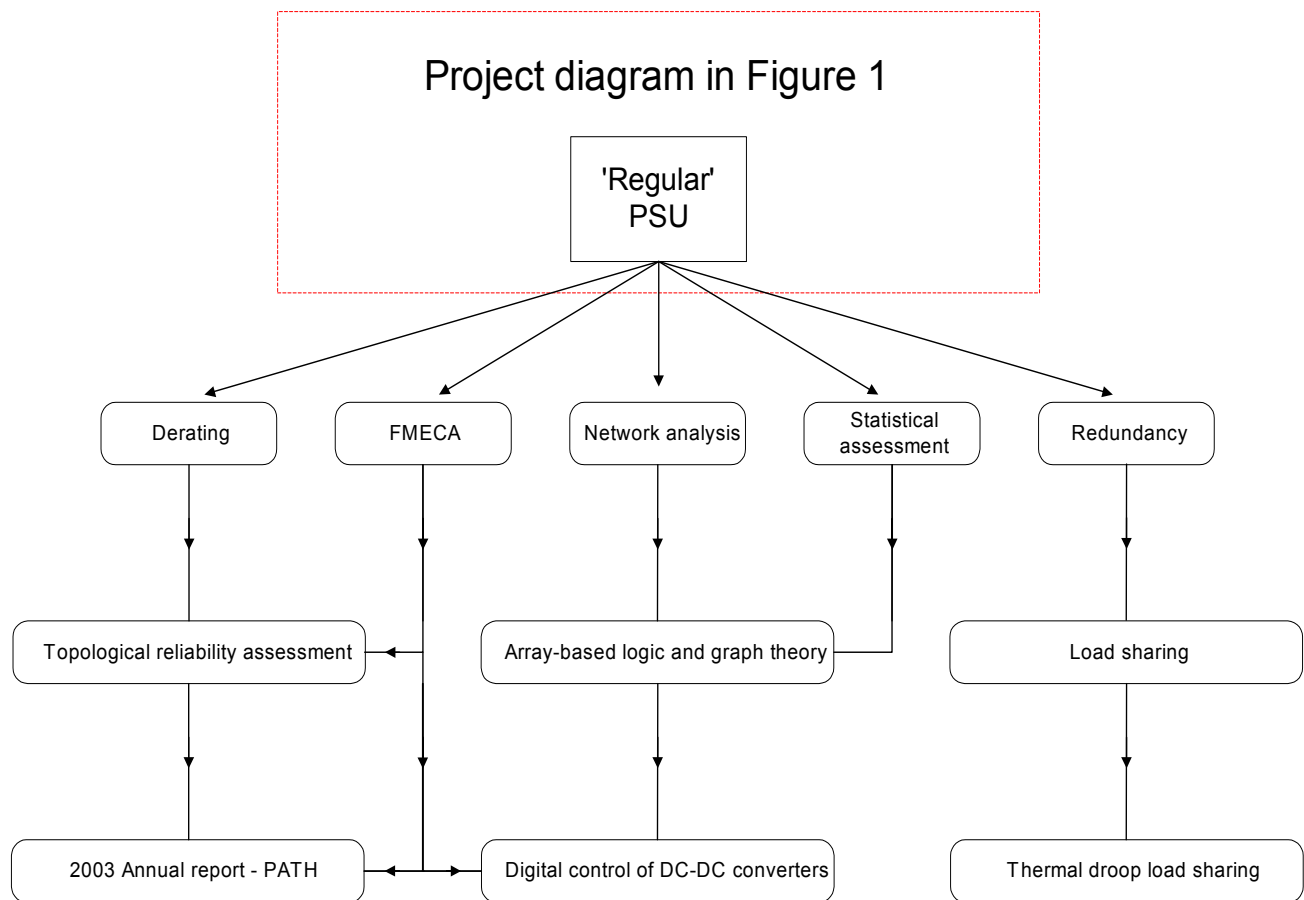 Project diagram in Figure 1
'Regular'
PSU
Derating
FMECA
Network analysis
Statistical
assessment
Redundancy
Topological reliability assessment
Array-based logic and graph theory
Load sharing
2003 Annual report - PATH
Digital control of DC-DC converters
Thermal droop load sharing